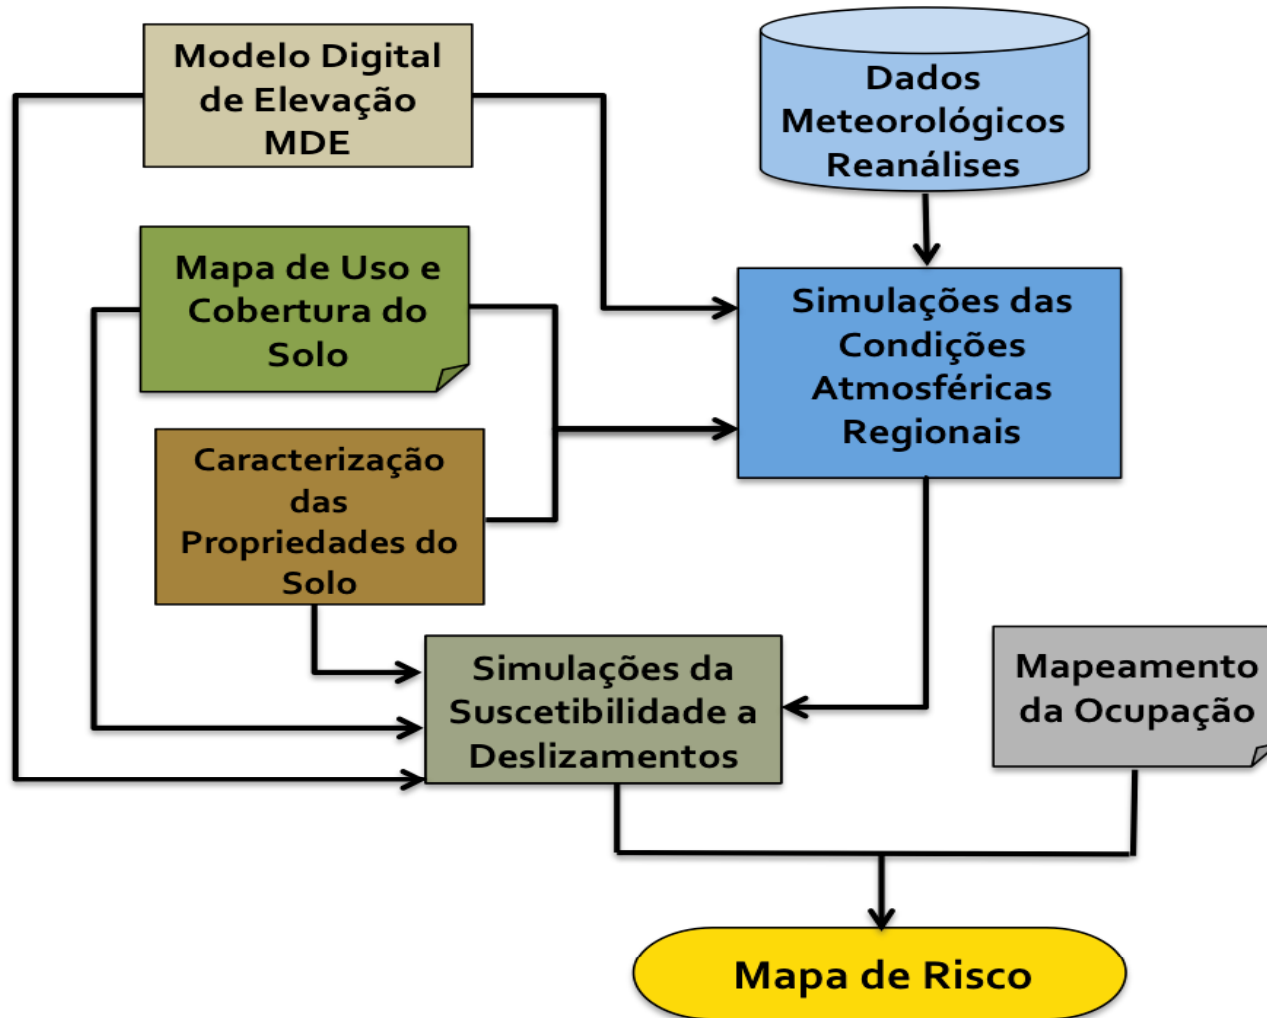 Modelo Digital
de Elevação
MDE
Dados
Meteorológicos
Reanálises
Mapa de Uso e
Cobertura do
Solo
Simulações das
Condições
Atmosféricas
Regionais
Caracterização
das
Propriedades do
Solo
Simulações da
Suscetibilidade a
Deslizamentos
Mapeamento
da Ocupação
Mapa de Risco